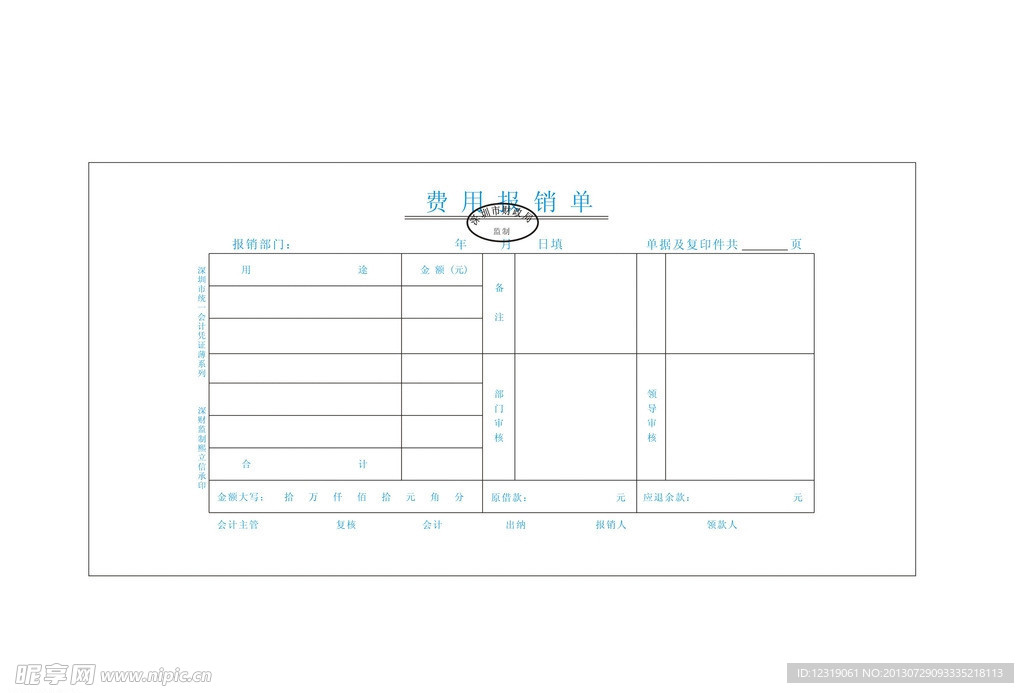 费用报销单
深圳市财政局
监制
报销部门： 年 月 日填 单据及复印件共 页
用 途 金 额 (元) 备注
部门审核 领导审核
合 计
金额大写： 拾 万 仟 佰 拾 元 角 分 原借款： 元 应退余款： 元
会计主管 复核 会计 出纳 报销人 领款人
深圳市统一会计凭证薄系列
深财监制熙立信承印
昵享网 www.nipic.cn
ID:12319061 NO:20130729093335218113